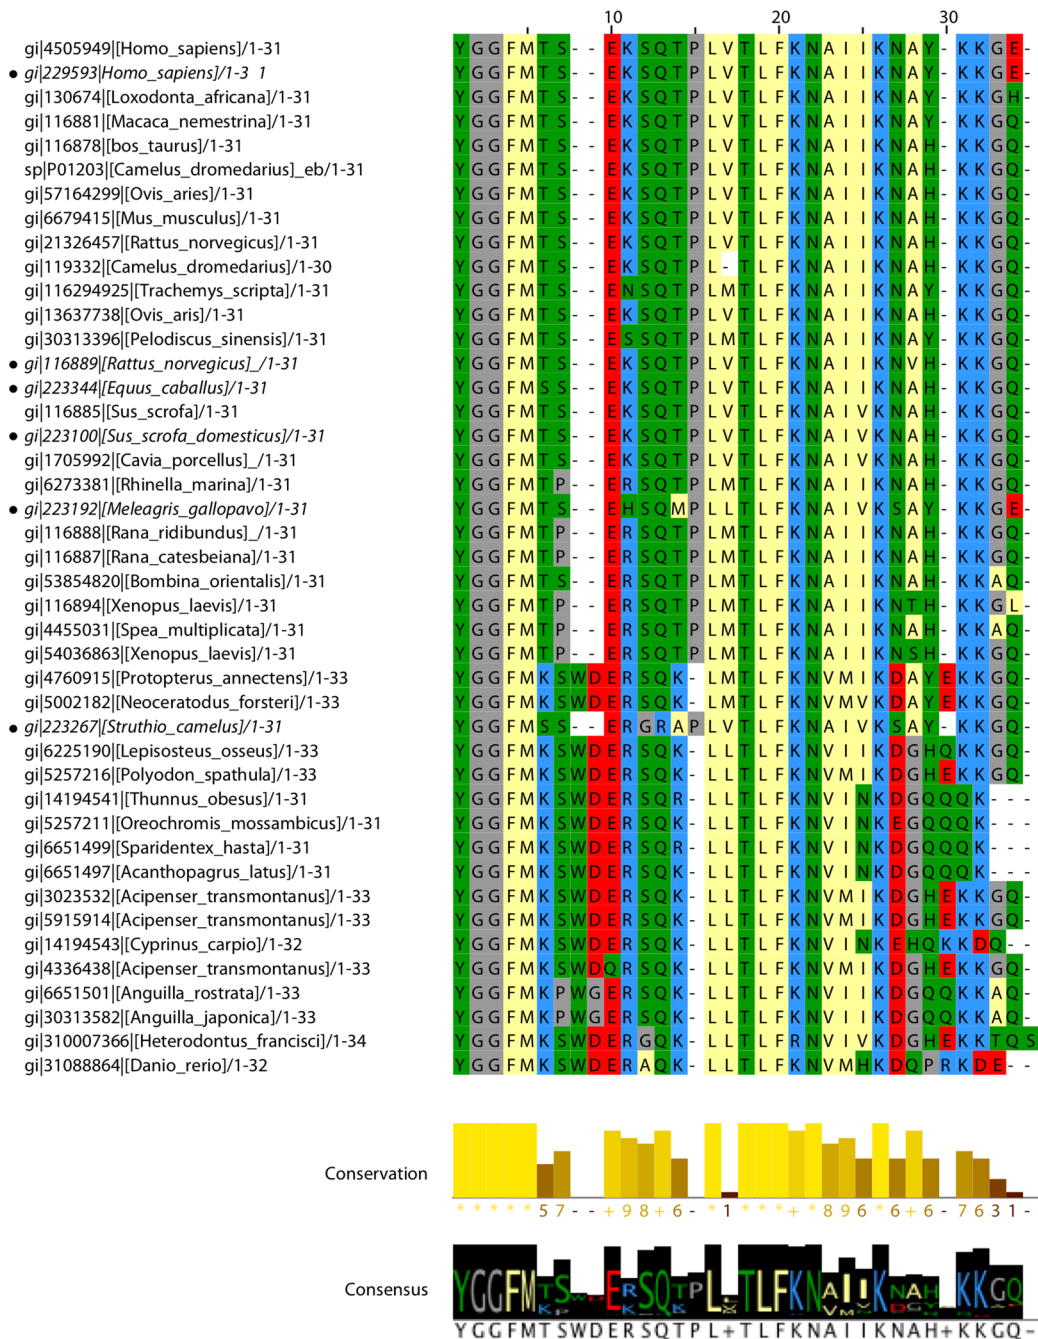 10 20 30
gi|4505949|[Homo_sapiens]/1-31 YGGFMTS--EKSQTPLVTLFKNAIIKNAY-KKGE-
● gi|229593|Homo_sapiens]/1-3 1 YGGFMTS--EKSQTPLVTLFKNAIIKNAY-KKGE-
gi|130674|[Loxodonta_africana]/1-31 YGGFMTS--EKSQTPLVTLFKNAIIKNAY-KKGH-
gi|116881|[Macaca_nemestrina]/1-31 YGGFMTS--EKSQTPLVTLFKNAIIKNAY-KKGQ-
gi|116878|[bos_taurus]/1-31 YGGFMTS--EKSQTPLVTLFKNAIIKNAY-KKGQ-
sp|P01203|[Camelus_dromedarius]_eb/1-31 YGGFMTS--EKSQTPLVTLFKNAIIKNAY-KKGQ-
gi|57164299|[Ovis_aries]/1-31 YGGFMTS--EKSQTPLVTLFKNAIIKNAY-KKGQ-
gi|6679415|[Mus_musculus]/1-31 YGGFMTS--EKSQTPLVTLFKNAIIKNAH-KKGQ-
gi|21326457|[Rattus_norvegicus]/1-31 YGGFMTS--EKSQTPLVTLFKNAIIKNAH-KKGQ-
gi|119332|[Camelus_dromedarius]/1-30 YGGFMTS--EKSQTPL-TLFKNAIIKNAH-KKGQ-
gi|116294925|[Trachemys_scripta]/1-31 YGGFMTS--ENSQTPLMTLFKNAIIKNAY-KKGQ-
gi|13637738|[Ovis_aris]/1-31 YGGFMTS--EKSQTPLVTLFKNAIIKNAH-KKGQ-
gi|30313396|[Pelodiscus_sinensis]/1-31 YGGFMTS--ESSQTPLMTLFKNAIIKNAY-KKGQ-
● gi|116889|[Rattus_norvegicus]_/1-31 YGGFMTS--EKSQTPLVTLFKNAIIKNVH-KKGQ-
● gi|223344|[Equus_caballus]/1-31 YGGFMSS--EKSQTPLVTLFKNAIIKNAH-KKGQ-
gi|116885|[Sus_scrofa]/1-31 YGGFMTS--EKSQTPLVTLFKNAIVKNAH-KKGQ-
● gi|223100|[Sus_scrofa_domesticus]/1-31 YGGFMTS--EKSQTPLVTLFKNAIVKNAH-KKGQ-
gi|1705992|[Cavia_porcellus]_/1-31 YGGFMTS--EKSQTPLVTLFKNAIVKNAH-KKGQ-
gi|6273381|[Rhinella_marina]/1-31 YGGFMTP--ERSQTPLMTLFKNAIIKNAH-KKGQ-
● gi|223192|[Meleagris_gallopavo]/1-31 YGGFMTS--EHSQMPLLTLFKNAIVKSAY-KKGE-
gi|116888|[Rana_ridibundus]_/1-31 YGGFMTP--ERSQTPLMTLFKNAIIKNAH-KKGQ-
gi|116887|[Rana_catesbeiana]/1-31 YGGFMTP--ERSQTPLMTLFKNAIIKNAH-KKGQ-
gi|53854820|[Bombina_orientalis]/1-31 YGGFMTS--ERSQTPLMTLFKNAIIKNAH-KKAQ-
gi|116894|[Xenopus_laevis]/1-31 YGGFMTP--ERSQTPLMTLFKNAIIKNTH-KKGL-
gi|4455031|[Spea_multiplicata]/1-31 YGGFMTP--ERSQTPLMTLFKNAIIKNAH-KKAQ-
gi|54036863|[Xenopus_laevis]/1-31 YGGFMTP--ERSQTPLMTLFKNAIIKNSH-KKGQ-
gi|4760915|[Protopterus_annectens]/1-33 YGGFMKSWDERSQK-LMTLFKNVMIKDAYEKKGQ-
gi|5002182|[Neoceratodus_forsteri]/1-33 YGGFMKSWDERSQK-LMTLFKNVMVKDAYEKKGQ-
● gi|223267|[Struthio_camelus]/1-31 YGGFMSS--ERGRAPLVTLFKNAIVKSAY-KKGQ-
gi|6225190|[Lepisosteus_osseus]/1-33 YGGFMKSWDERSQK-LLTLFKNVIIKDGHQKKGQ-
gi|5257216|[Polyodon_spathula]/1-33 YGGFMKSWDERSQK-LLTLFKNVMIKDGHEKKGQ-
gi|14194541|[Thunnus_obesus]/1-31 YGGFMKSWDERSQR-LLTLFKNVINKDGQQQK---
gi|5257211|[Oreochromis_mossambicus]/1-31 YGGFMKSWDERSQK-LLTLFKNVINKEGQQQK---
gi|6651499|[Sparidentex_hasta]/1-31 YGGFMKSWDERSQK-LLTLFKNVINKDGQQQK---
gi|6651497|[Acanthopagrus_latus]/1-31 YGGFMKSWDERSQK-LLTLFKNVINKDGQQQK---
gi|3023532|[Acipenser_transmontanus]/1-33 YGGFMKSWDERSQK-LLTLFKNVMIKDGHEKKGQ-
gi|5915914|[Acipenser_transmontanus]/1-33 YGGFMKSWDERSQK-LLTLFKNVMIKDGHEKKGQ-
gi|14194543|[Cyprinus_carpio]/1-32 YGGFMKSWDERSQK-LLTLFKNVINKEHQKKDQ--
gi|4336438|[Acipenser_transmontanus]/1-33 YGGFMKSWDQRSQK-LLTLFKNVMIKDGHEKKGQ-
gi|6651501|[Anguilla_rostrata]/1-33 YGGFMKPWGERSQK-LLTLFKNVIIKDGQQKKAQ-
gi|30313582|[Anguilla_japonica]/1-33 YGGFMKPWGERSQK-LLTLFKNVIIKDGQQKKAQ-
gi|310007366|[Heterodontus_francisci]/1-34 YGGFMKSWDERGQK-LLTLFRNVIVKDGHEKKTQS
gi|31088864|[Danio_rerio]/1-32 YGGFMKSWDERAQK-LLTLFKNVMHKDQPRKDE--
Conservation
*****57--+98+6-*1***+*896*6+6-7631-
Consensus
YGGFMTSWDERSQTPL+TLFKNAIIKNAH+KKGQ-